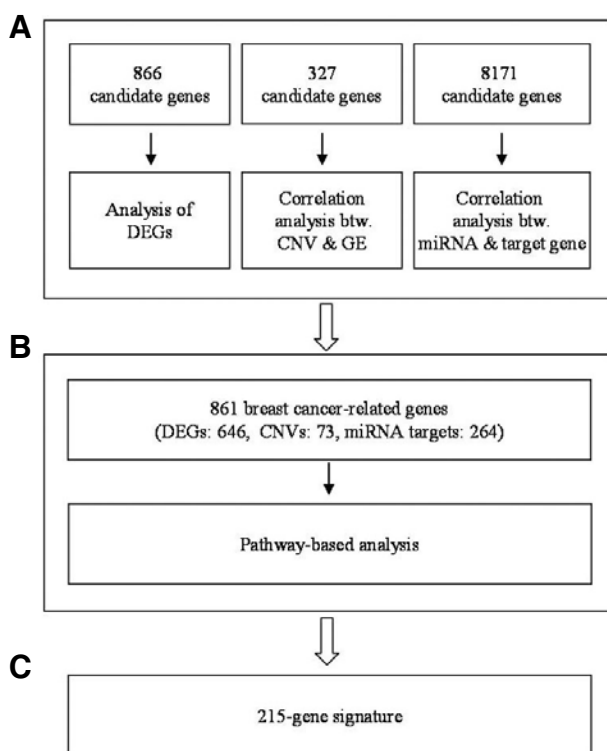 A
866
candidate genes
327
candidate genes
8171
candidate genes
Analysis of
DEGs
Correlation
analysis btw.
CNV & GE
Correlation
analysis btw.
miRNA & target gene
B
861 breast cancer-related genes
(DEGs: 646, CNVs: 73, miRNA targets: 264)
Pathway-based analysis
C
215-gene signature